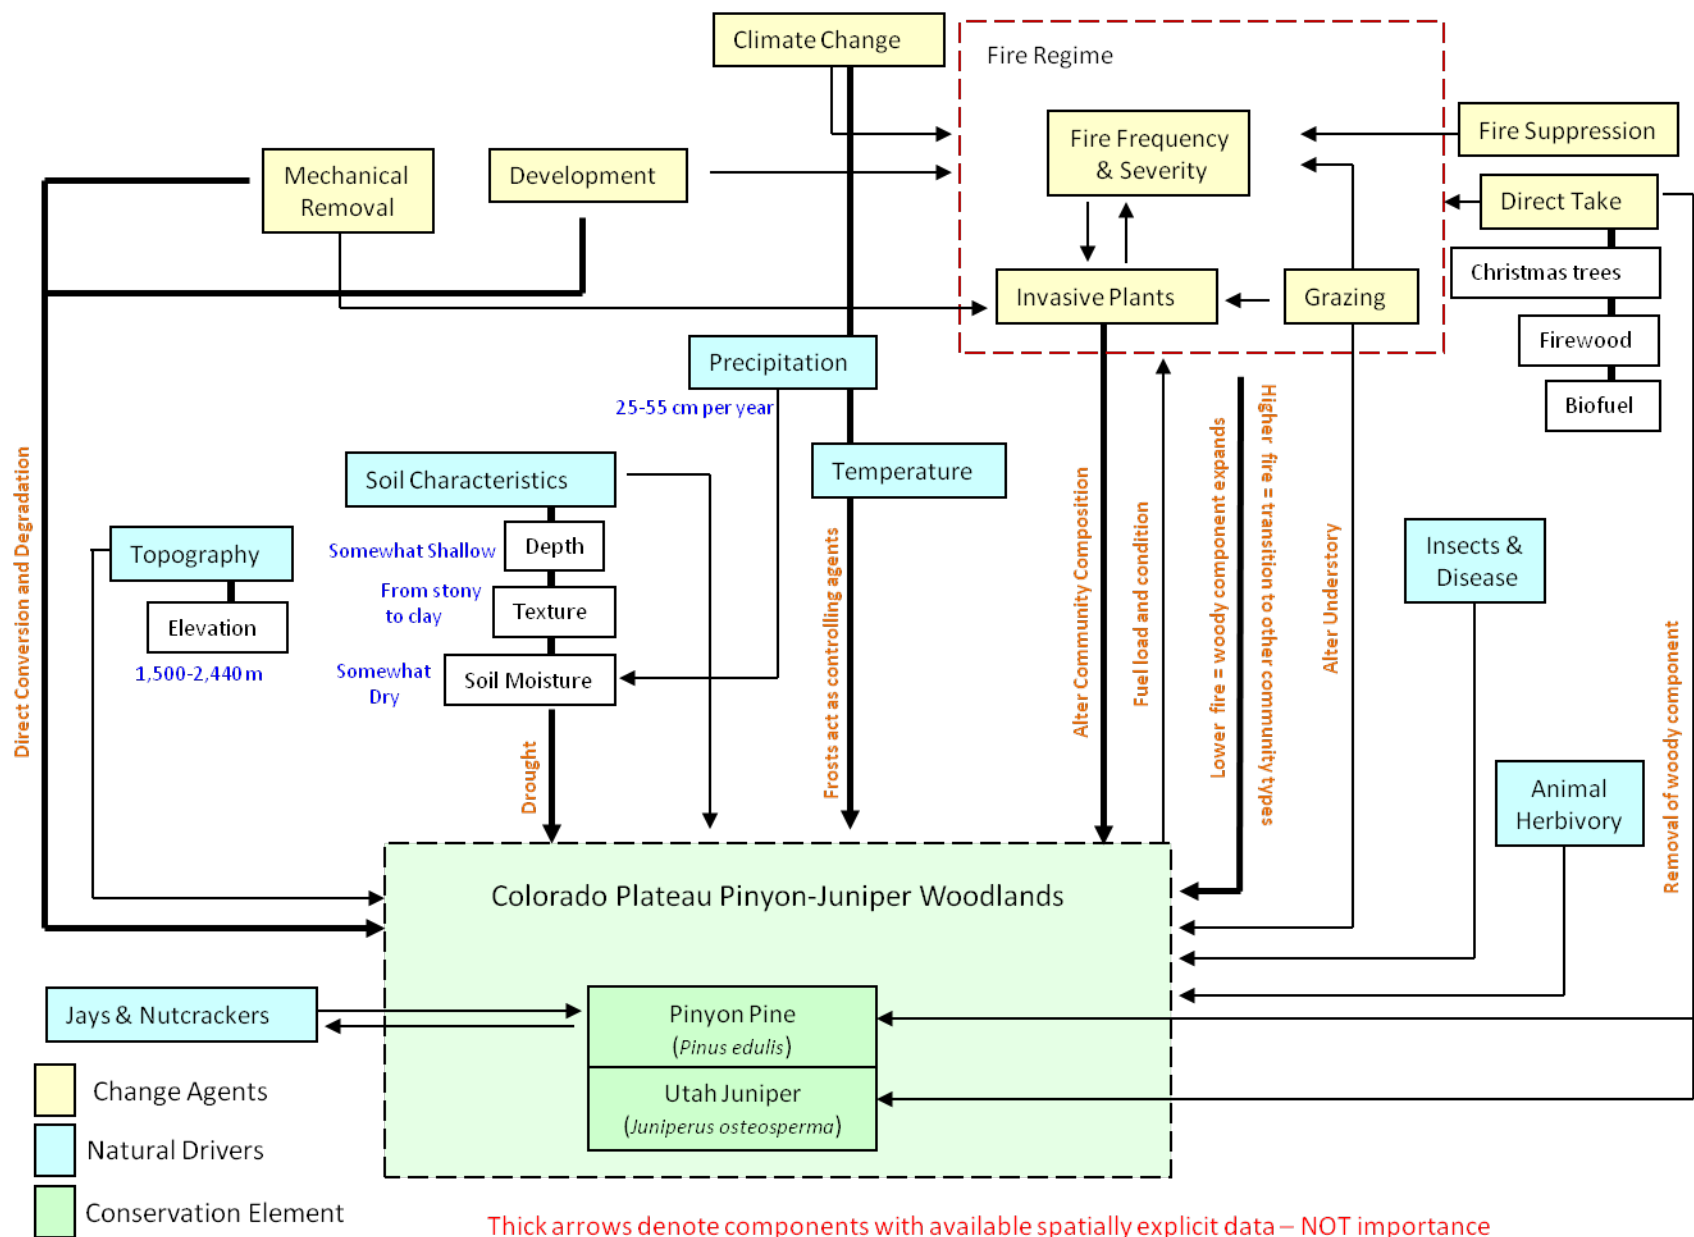 Climate Change
Fire Regime
Fire Frequency
& Severity
Fire Suppression
Mechanical
Removal
Development
Direct Take
Christmas trees
Invasive Plants
Grazing
Firewood
Biofuel
Precipitation
25-55 cm per year
Soil Characteristics
Temperature
Depth
Somewhat Shallow
From stony
to clay
Texture
Somewhat
Dry
Soil Moisture
Topography
Elevation
1,500-2,440 m
Insects &
Disease
Animal
Herbivory
Direct Conversion and Degradation
Drought
Frosts act as controlling agents
Alter Community Composition
Fuel load and condition
Lower fire = woody component expands
Higher fire = transition to other community types
Alter Understory
Removal of woody component
Colorado Plateau Pinyon-Juniper Woodlands
Jays & Nutcrackers
Pinyon Pine
(Pinus edulis)
Utah Juniper
(Juniperus osteosperma)
Change Agents
Natural Drivers
Conservation Element
Thick arrows denote components with available spatially explicit data – NOT importance